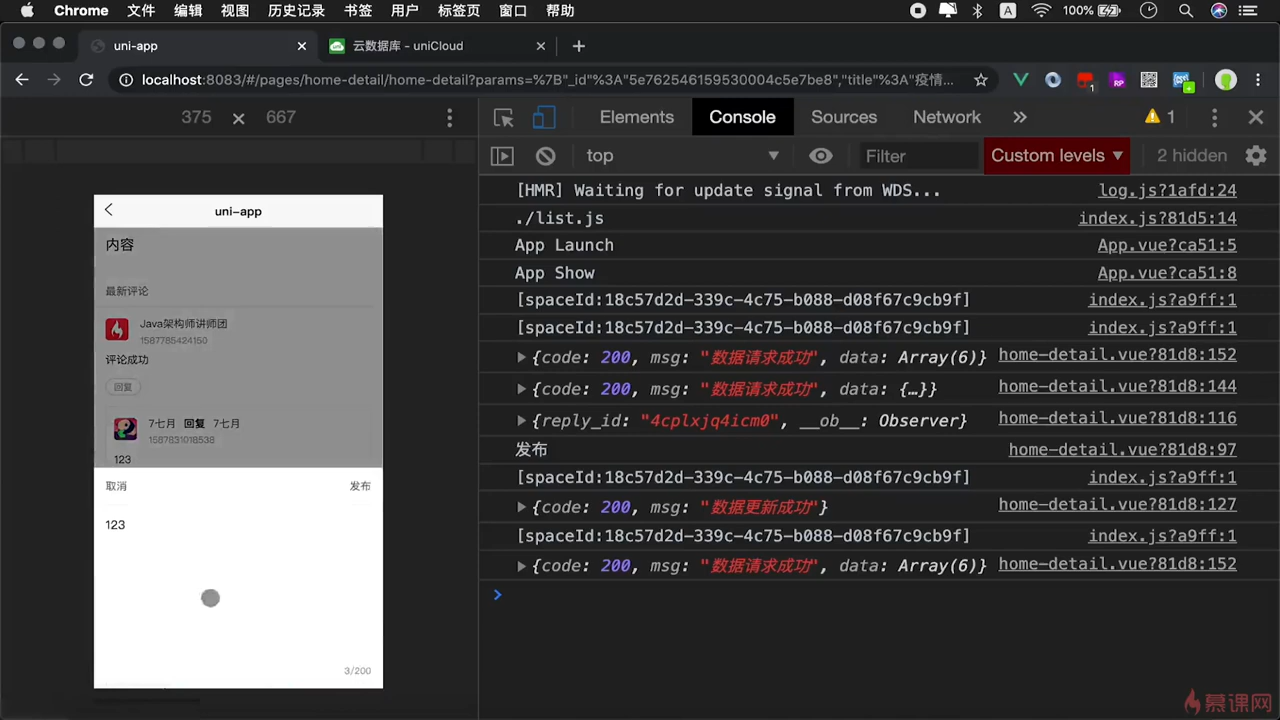 Chrome 文件 编辑 视图 历史记录 书签 用户 标签页 窗口 帮助 A 100%
uni-app
云数据库 - uniCloud
localhost:8083/#/pages/home-detail/home-detail?params=%7B"_id"%3A"5e762546159530004c5e7be8","title"%3A"疫情...
375 × 667
Elements Console Sources Network » 1
top Filter Custom levels ▼ 2 hidden
[HMR] Waiting for update signal from WDS... log.js?1afd:24
./list.js index.js?81d5:14
App Launch App.vue?ca51:5
App Show App.vue?ca51:8
[spaceId:18c57d2d-339c-4c75-b088-d08f67c9cb9f] index.js?a9ff:1
[spaceId:18c57d2d-339c-4c75-b088-d08f67c9cb9f] index.js?a9ff:1
{code: 200, msg: "数据请求成功", data: Array(6)} home-detail.vue?81d8:152
{code: 200, msg: "数据请求成功", data: {…}} home-detail.vue?81d8:144
{reply_id: "4cplxjq4icm0", __ob__: Observer} home-detail.vue?81d8:116
发布 home-detail.vue?81d8:97
[spaceId:18c57d2d-339c-4c75-b088-d08f67c9cb9f] index.js?a9ff:1
{code: 200, msg: "数据更新成功"} home-detail.vue?81d8:127
[spaceId:18c57d2d-339c-4c75-b088-d08f67c9cb9f] index.js?a9ff:1
{code: 200, msg: "数据请求成功", data: Array(6)} home-detail.vue?81d8:152
uni-app
内容
最新评论
Java架构师讲师团
1587785424150
评论成功
回复
7七月 回复 7七月
1587831018538
123
取消 发布
123
3/200
慕课网